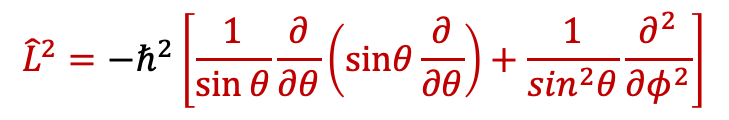 L̂² = −ħ² [ 1/sin θ ∂/∂θ ( sinθ ∂/∂θ ) + 1/sin²θ ∂²/∂ϕ² ]